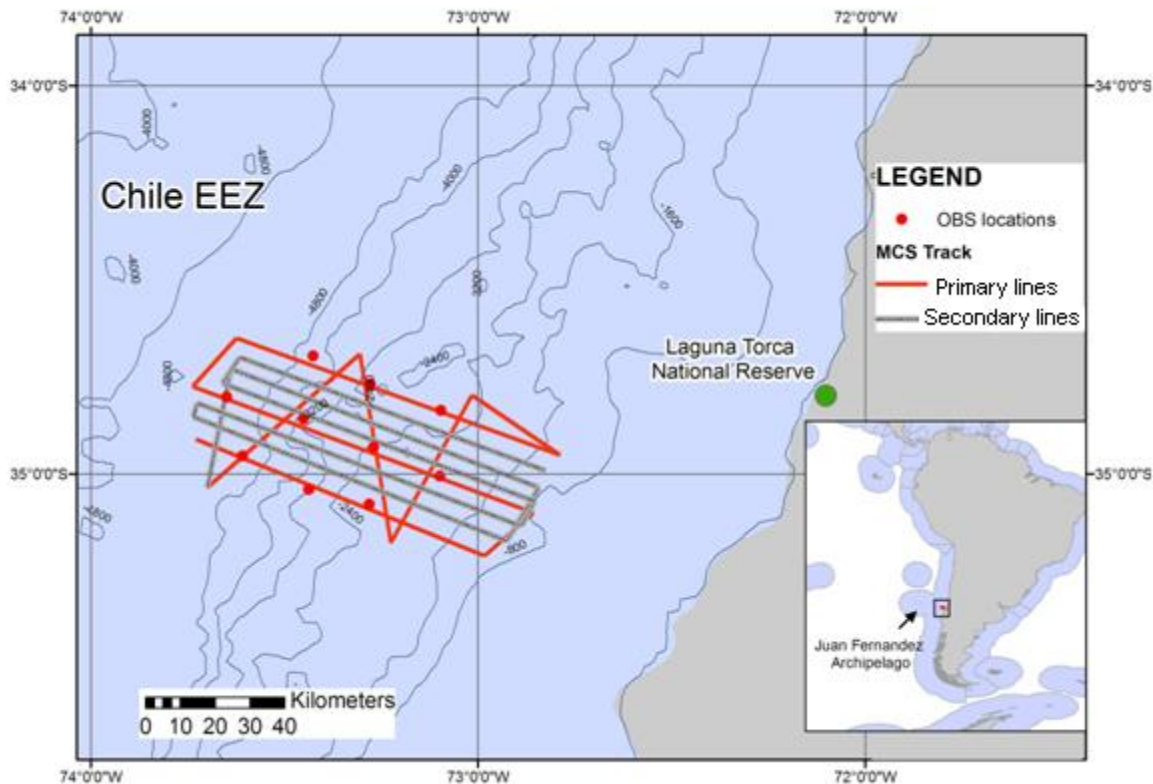 74°0'0"W
73°0'0"W
72°0'0"W
34°0'0"S
34°0'0"S
-4000
-4800
Chile EEZ
-4000
-1600
LEGEND
OBS locations
MCS Track
Primary lines
Secondary lines
-4000
3200
-4800
-4800
-2400
Laguna Torca
National Reserve
3200
35°0'0"S
35°0'0"S
-4800
-2400
-800
Juan Fernandez
Archipelago
Kilometers
0 10 20 30 40
74°0'0"W
73°0'0"W
72°0'0"W